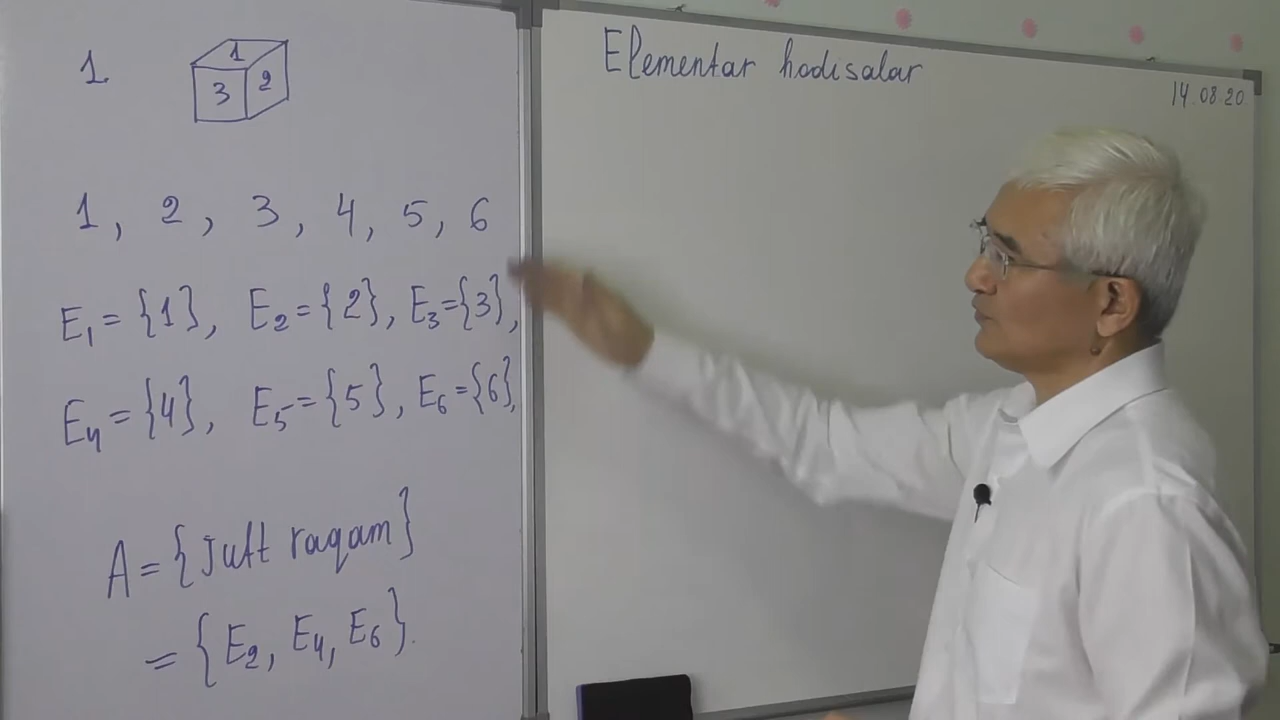 1
1
3 2
1, 2, 3, 4, 5, 6
E₁ = {1}, E₂ = {2}, E₃ = {3},
E₄ = {4}, E₅ = {5}, E₆ = {6},
A = {Juft raqam}
= {E₂, E₄, E₆}.
Elementar hodisalar
14.08.20